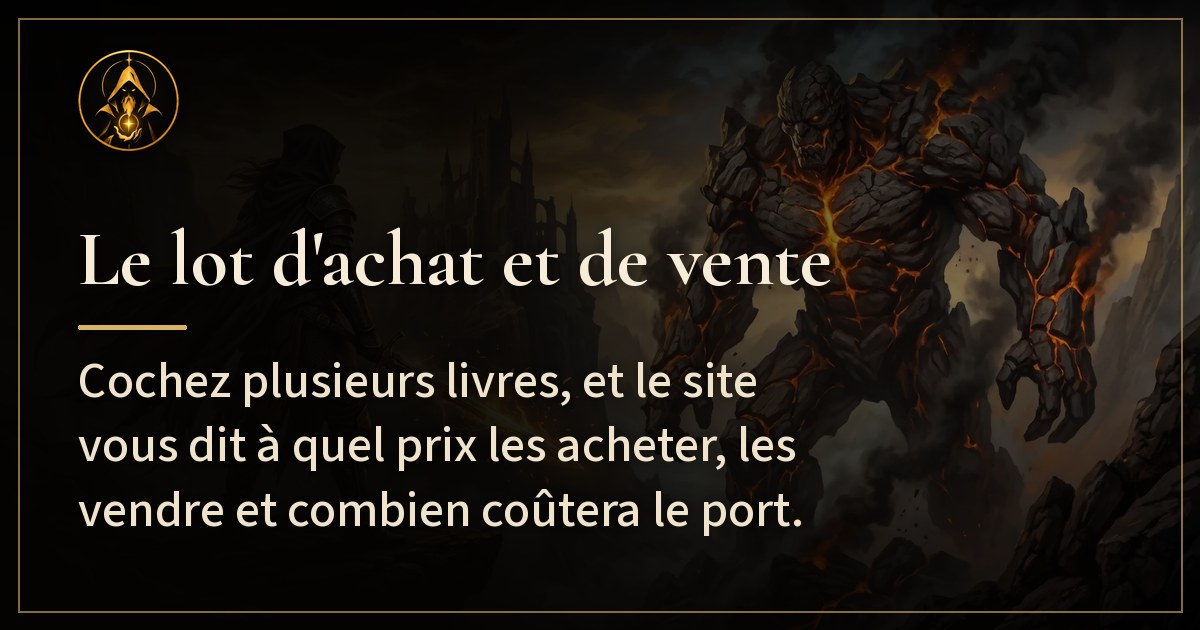 Le lot d'achat et de vente
Cochez plusieurs livres, et le site
vous dit à quel prix les acheter, les
vendre et combien coûtera le port.